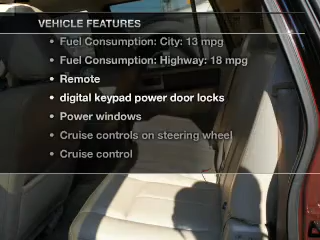 VEHICLE FEATURES
• Fuel Consumption: City: 13 mpg
• Fuel Consumption: Highway: 18 mpg
• Remote
• digital keypad power door locks
• Power windows
• Cruise controls on steering wheel
• Cruise control